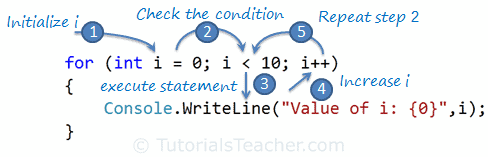 Initialize i
Check the condition
Repeat step 2
1
2
5
for (int i = 0; i < 10; i++)
execute statement
3
4
Increase i
{
Console.WriteLine("Value of i: {0}",i);
}
© TutorialsTeacher.com